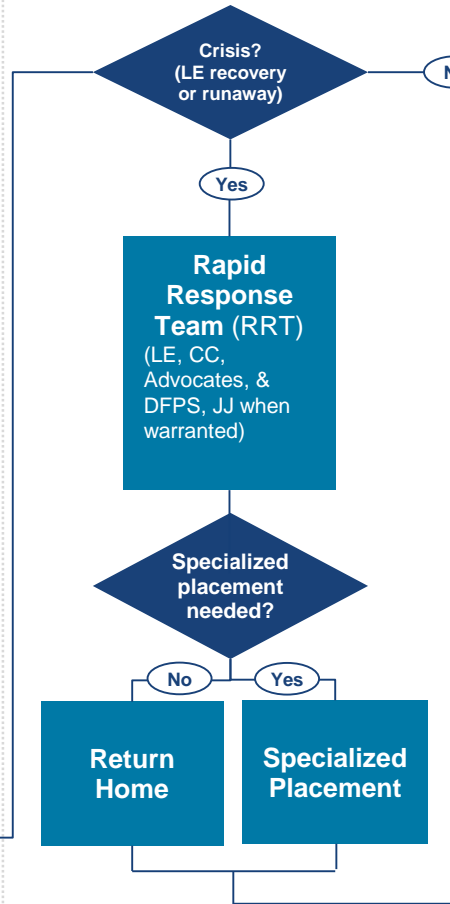 Crisis?
(LE recovery
or runaway)
Yes
Rapid
Response
Team (RRT)
(LE, CC,
Advocates, &
DFPS, JJ when
warranted)
Specialized
placement
needed?
No
Yes
Return
Home
Specialized
Placement